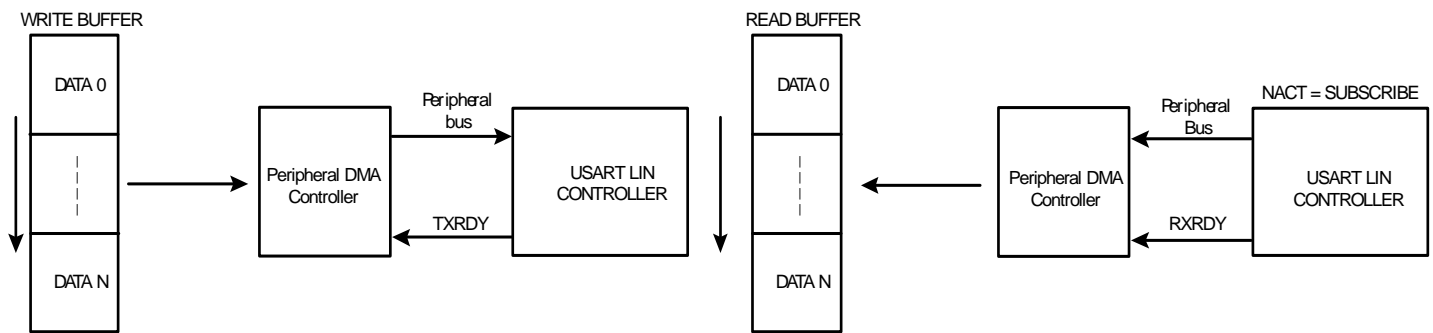 WRITE BUFFER
DATA 0
DATA N
Peripheral DMA
Controller
Peripheral
bus
TXRDY
USART LIN
CONTROLLER
READ BUFFER
DATA 0
DATA N
Peripheral DMA
Controller
Peripheral
Bus
RXRDY
NACT = SUBSCRIBE
USART LIN
CONTROLLER